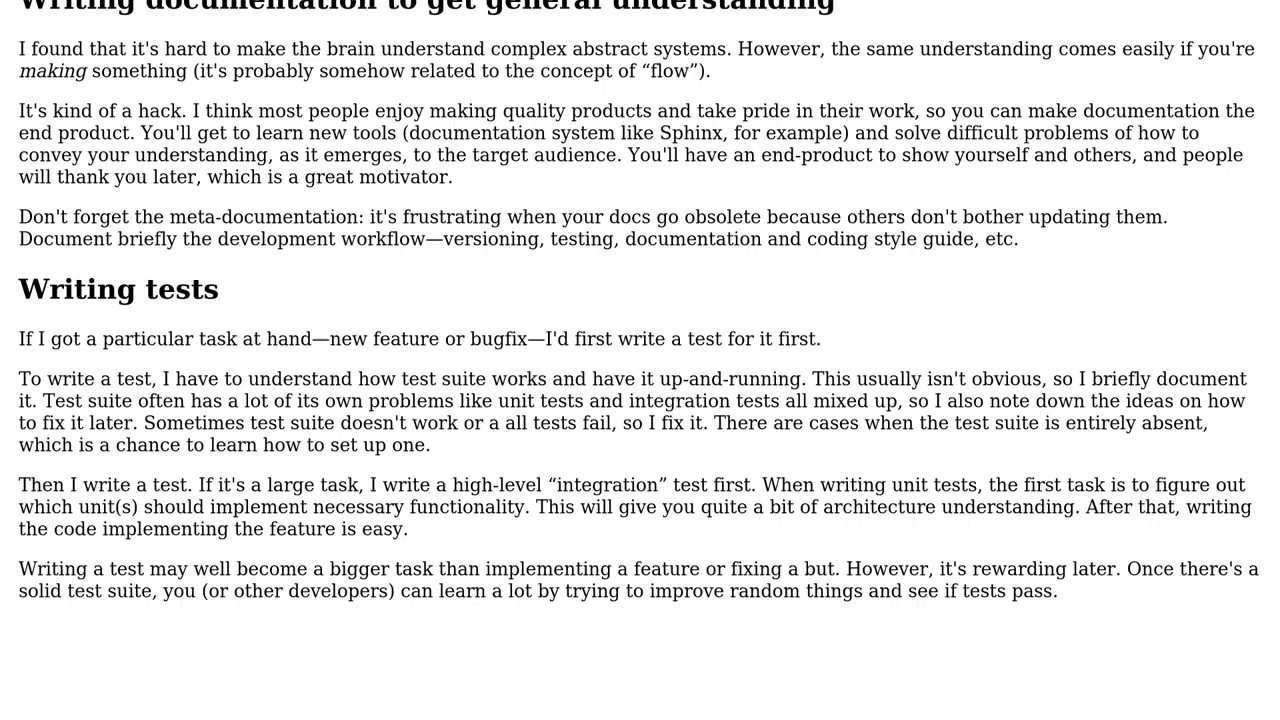 Writing documentation to get general understanding
I found that it's hard to make the brain understand complex abstract systems. However, the same understanding comes easily if you're
making something (it's probably somehow related to the concept of “flow”).
It's kind of a hack. I think most people enjoy making quality products and take pride in their work, so you can make documentation the
end product. You'll get to learn new tools (documentation system like Sphinx, for example) and solve difficult problems of how to
convey your understanding, as it emerges, to the target audience. You'll have an end-product to show yourself and others, and people
will thank you later, which is a great motivator.
Don't forget the meta-documentation: it's frustrating when your docs go obsolete because others don't bother updating them.
Document briefly the development workflow—versioning, testing, documentation and coding style guide, etc.
Writing tests
If I got a particular task at hand—new feature or bugfix—I'd first write a test for it first.
To write a test, I have to understand how test suite works and have it up-and-running. This usually isn't obvious, so I briefly document
it. Test suite often has a lot of its own problems like unit tests and integration tests all mixed up, so I also note down the ideas on how
to fix it later. Sometimes test suite doesn't work or a all tests fail, so I fix it. There are cases when the test suite is entirely absent,
which is a chance to learn how to set up one.
Then I write a test. If it's a large task, I write a high-level “integration” test first. When writing unit tests, the first task is to figure out
which unit(s) should implement necessary functionality. This will give you quite a bit of architecture understanding. After that, writing
the code implementing the feature is easy.
Writing a test may well become a bigger task than implementing a feature or fixing a but. However, it's rewarding later. Once there's a
solid test suite, you (or other developers) can learn a lot by trying to improve random things and see if tests pass.